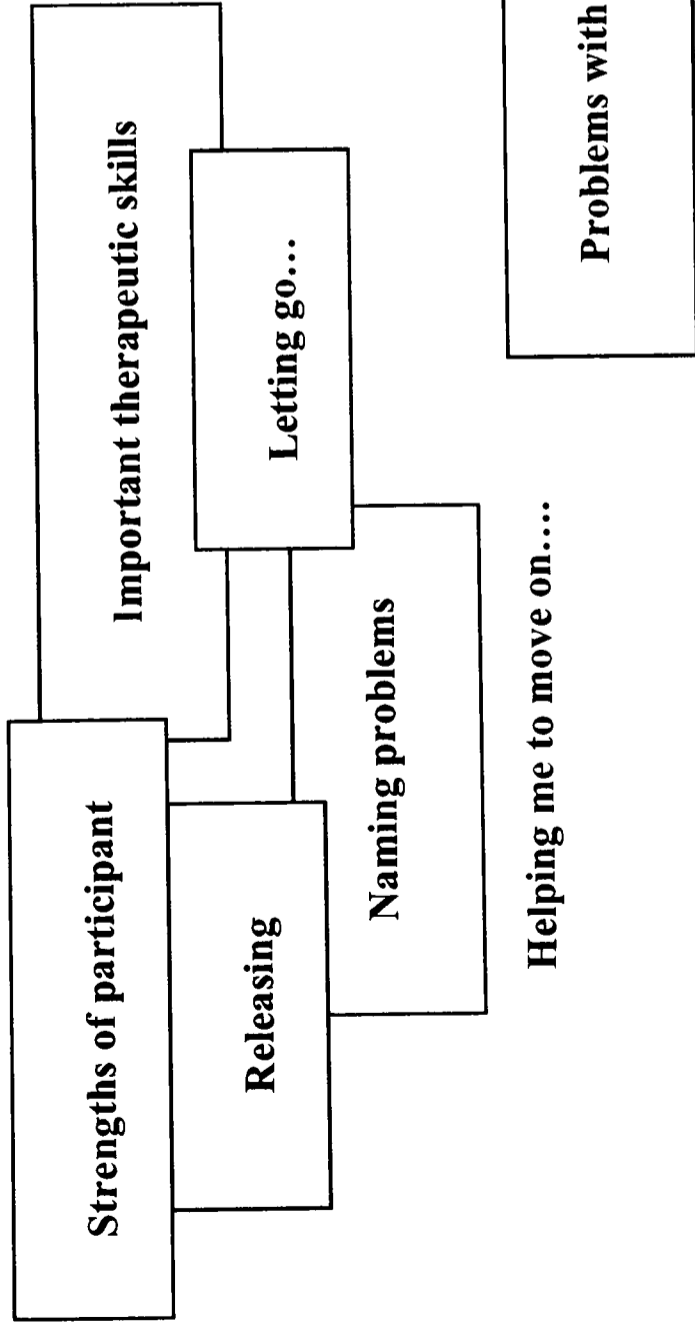 Strengths of participant
Important therapeutic skills
Releasing
Letting go...
Naming problems
Helping me to move on....
Problems with